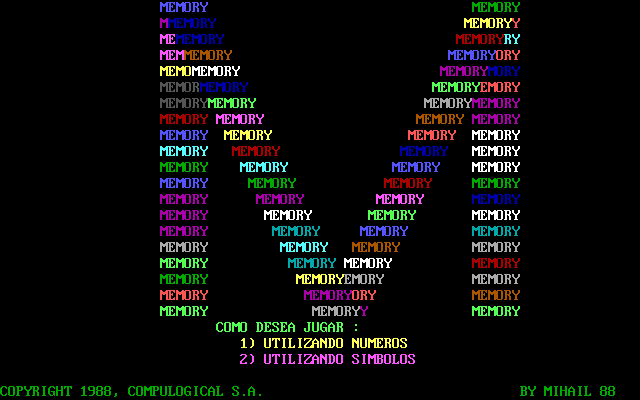 MEMORY MEMORY
MMEMORY MEMORYY
MEMEMORY MEMORYRY
MEMMEMORY MEMORYORY
MEMOMEMORY MEMORYMORY
MEMORMEMORY MEMORYEMORY
MEMORYMEMORY MEMORYMEMORY
MEMORY MEMORY MEMORY MEMORY
MEMORY MEMORY MEMORY MEMORY
MEMORY MEMORY MEMORY MEMORY
MEMORY MEMORY MEMORY MEMORY
MEMORY MEMORY MEMORY MEMORY
MEMORY MEMORY MEMORY MEMORY
MEMORY MEMORY MEMORY MEMORY
MEMORY MEMORY MEMORY MEMORY
MEMORY MEMORY MEMORY MEMORY
MEMORY MEMORY MEMORY MEMORY
MEMORY MEMORYEMORY MEMORY
MEMORY MEMORYORY MEMORY
MEMORY MEMORYY MEMORY
COMO DESEA JUGAR :
1) UTILIZANDO NUMEROS
2) UTILIZANDO SIMBOLOS
COPYRIGHT 1988, COMPULOGICAL S.A. BY MIHAIL 88